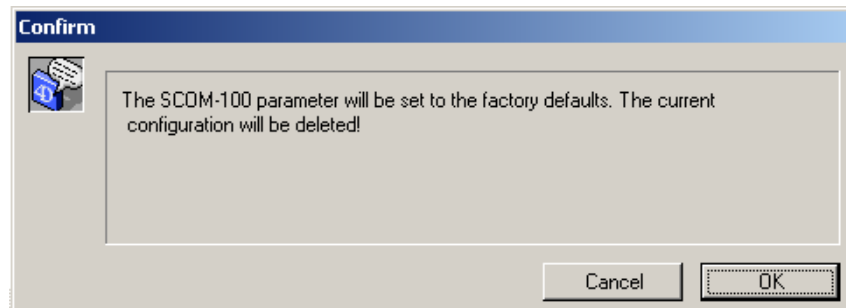 Confirm
The SCOM-100 parameter will be set to the factory defaults. The current
configuration will be deleted!
Cancel
OK